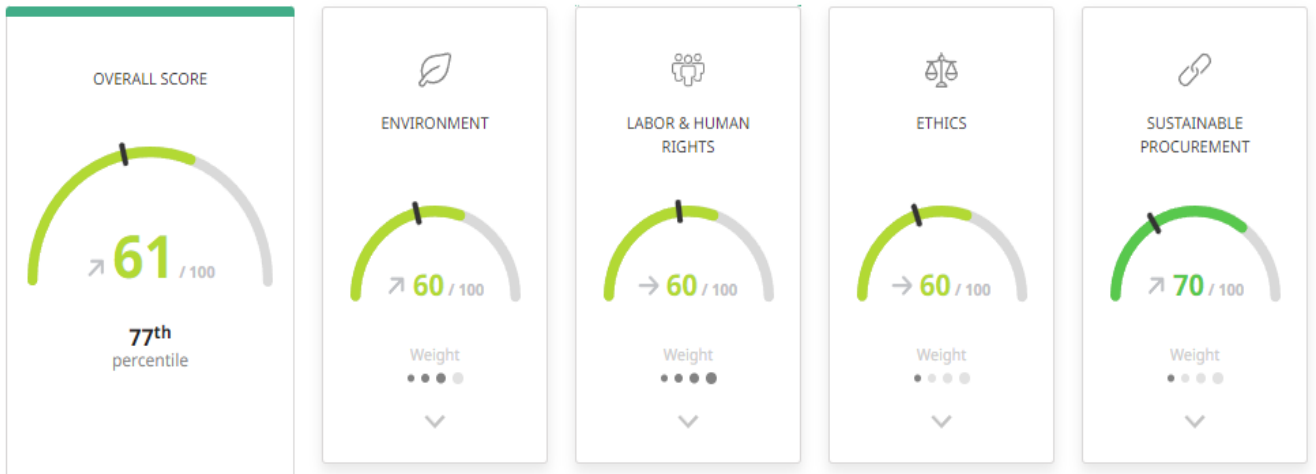 OVERALL SCORE
61 / 100
77th
percentile
ENVIRONMENT
60 / 100
Weight
LABOR & HUMAN
RIGHTS
60 / 100
Weight
ETHICS
60 / 100
Weight
SUSTAINABLE
PROCUREMENT
70 / 100
Weight